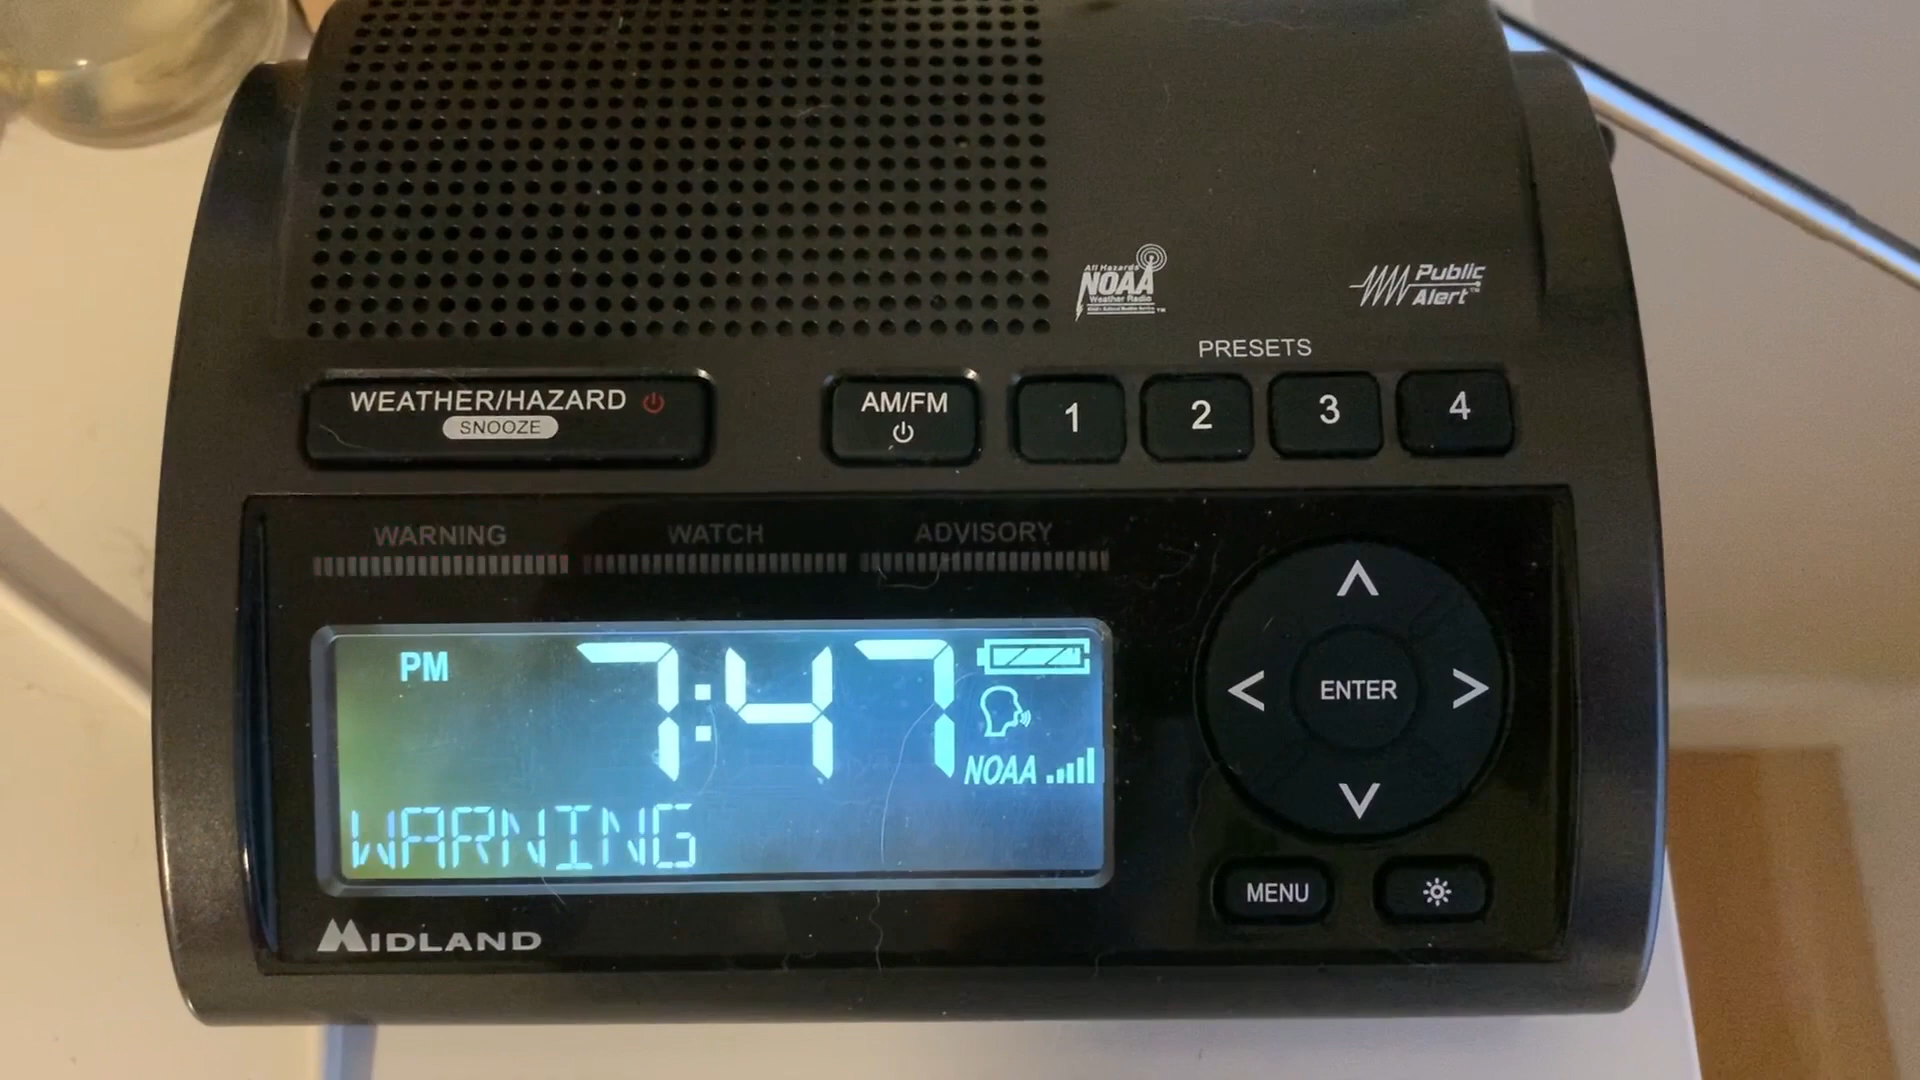 All Hazards
NOAA
Weather Radio
Public
Alert™
PRESETS
WEATHER/HAZARD
SNOOZE
AM/FM
1
2
3
4
WARNING
WATCH
ADVISORY
PM
7:47
NOAA
WARNING
<
ENTER
>
MENU
MIDLAND